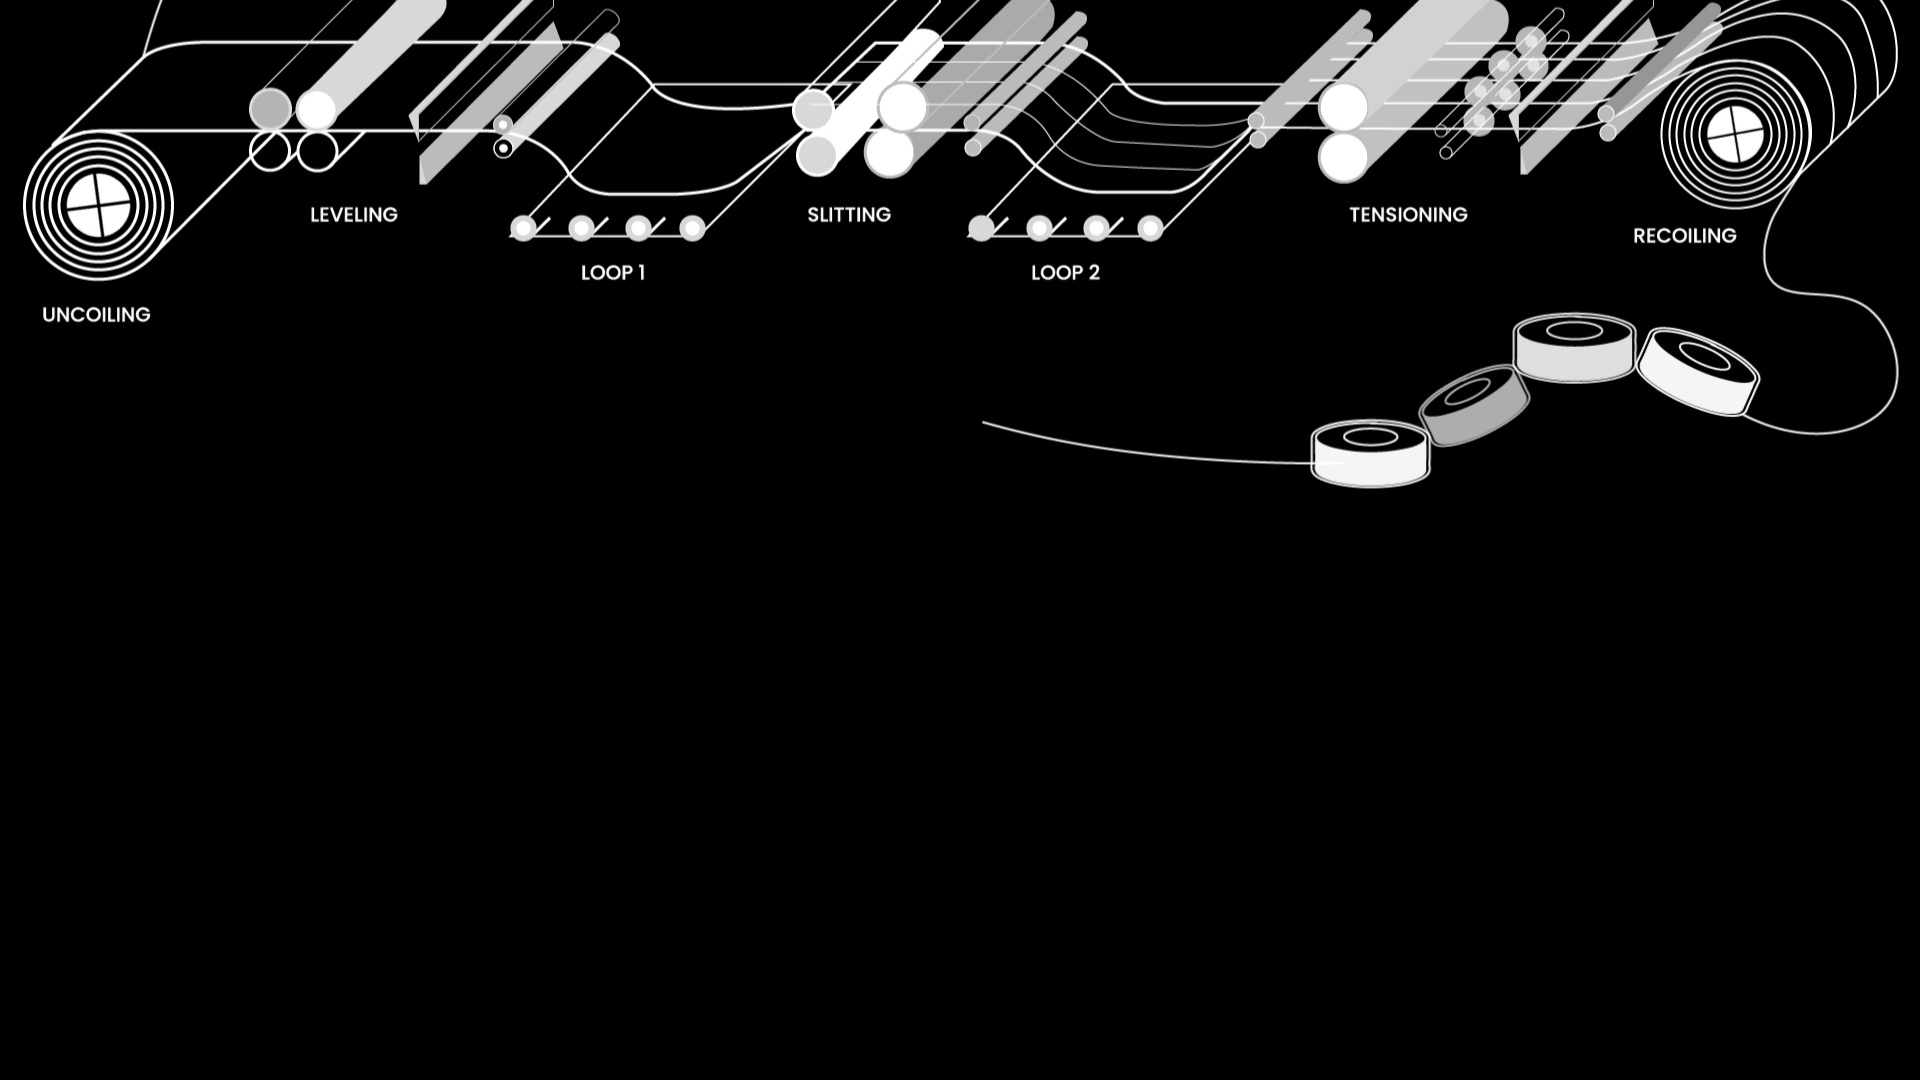 LEVELING
SLITTING
TENSIONING
RECOILING
LOOP 1
LOOP 2
UNCOILING